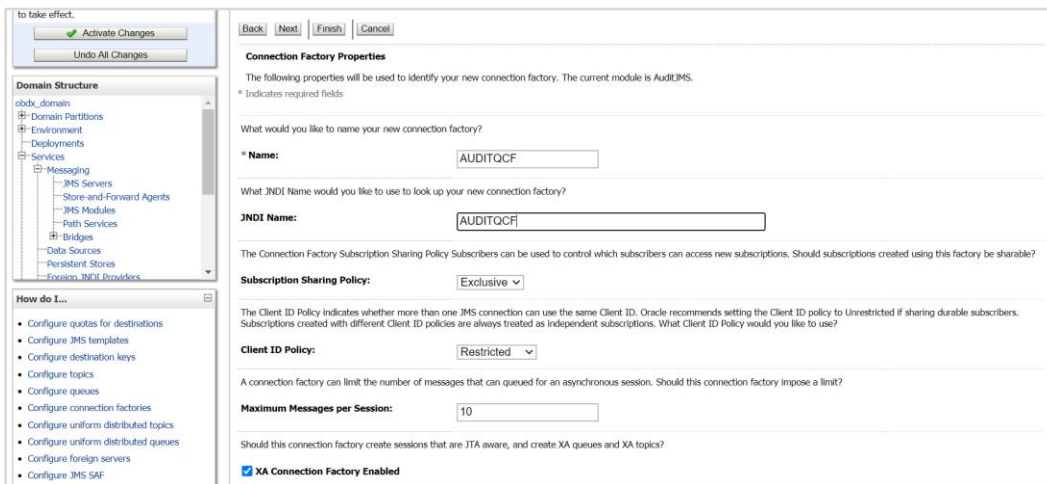 to take effect.
Activate Changes
Undo All Changes
Domain Structure
obdx_domain
Domain Partitions
Environment
Deployments
Services
Messaging
JMS Servers
Store-and-Forward Agents
JMS Modules
Path Services
Bridges
Data Sources
Persistent Stores
Foreign JNDI Providers
How do I...
Configure quotas for destinations
Configure JMS templates
Configure destination keys
Configure topics
Configure queues
Configure connection factories
Configure uniform distributed topics
Configure uniform distributed queues
Configure foreign servers
Configure JMS SAF
Back Next Finish Cancel
Connection Factory Properties
The following properties will be used to identify your new connection factory. The current module is AuditJMS.
* Indicates required fields
What would you like to name your new connection factory?
* Name: AUDITQCF
What JNDI Name would you like to use to look up your new connection factory?
JNDI Name: AUDITQCF
The Connection Factory Subscription Sharing Policy Subscribers can be used to control which subscribers can access new subscriptions. Should subscriptions created using this factory be sharable?
Subscription Sharing Policy: Exclusive
The Client ID Policy indicates whether more than one JMS connection can use the same Client ID. Oracle recommends setting the Client ID policy to Unrestricted if sharing durable subscribers.
Subscriptions created with different Client ID policies are always treated as independent subscriptions. What Client ID Policy would you like to use?
Client ID Policy: Restricted
A connection factory can limit the number of messages that can queued for an asynchronous session. Should this connection factory impose a limit?
Maximum Messages per Session: 10
Should this connection factory create sessions that are JTA aware, and create XA queues and XA topics?
XA Connection Factory Enabled